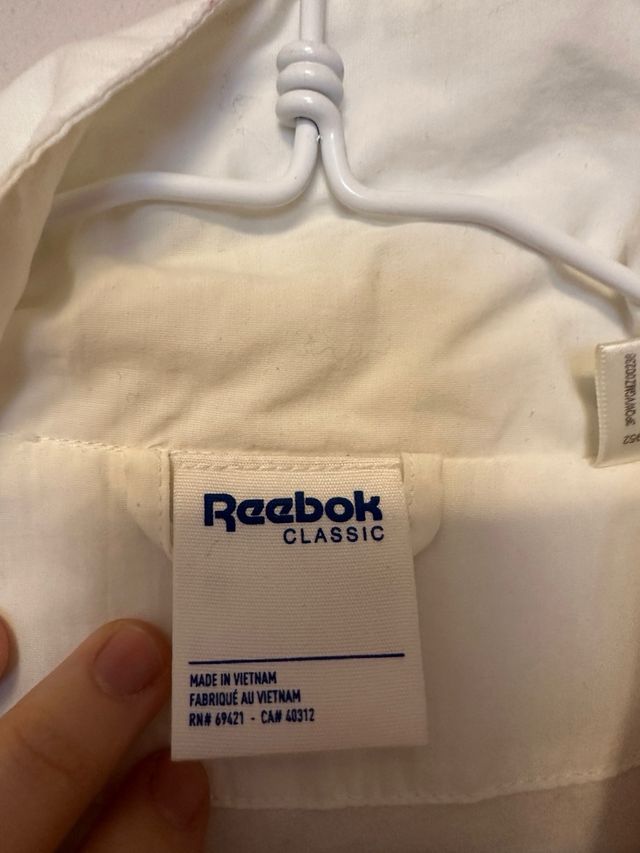 Reebok
CLASSIC
MADE IN VIETNAM
FABRIQUÉ AU VIETNAM
RN# 69421 - CA# 40312